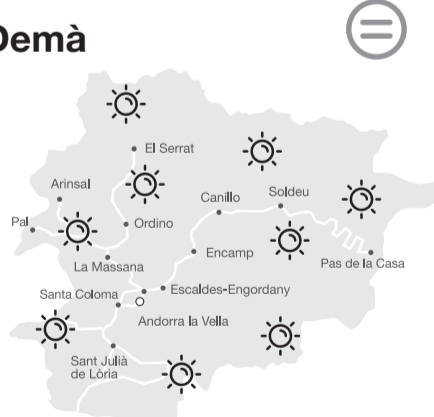 Demà
El Serrat
Arinsal
Canillo
Soldeu
Pal
Ordino
Encamp
Pas de la Casa
La Massana
Santa Coloma
Escaldes-Engordany
Andorra la Vella
Sant Julià
de Lòria